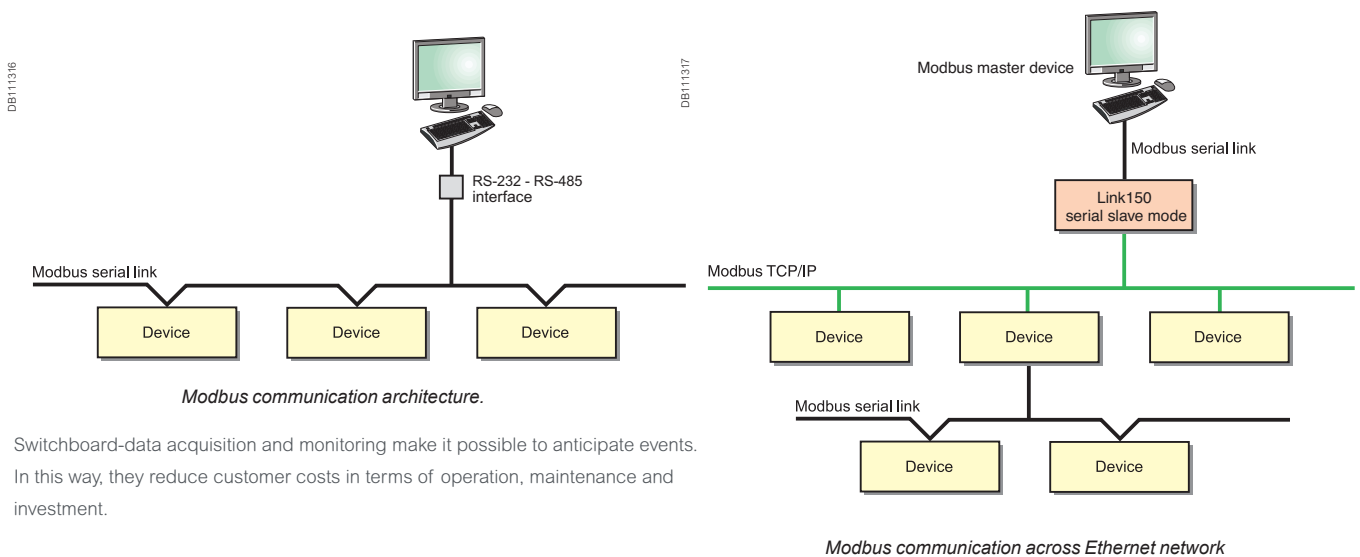 DB111316
RS-232 - RS-485
interface
Modbus serial link
Device
Device
Device
Modbus communication architecture.
Switchboard-data acquisition and monitoring make it possible to anticipate events.
In this way, they reduce customer costs in terms of operation, maintenance and
investment.
DB111317
Modbus master device
Modbus serial link
Link150
serial slave mode
Modbus TCP/IP
Device
Device
Device
Modbus serial link
Device
Device
Modbus communication across Ethernet network